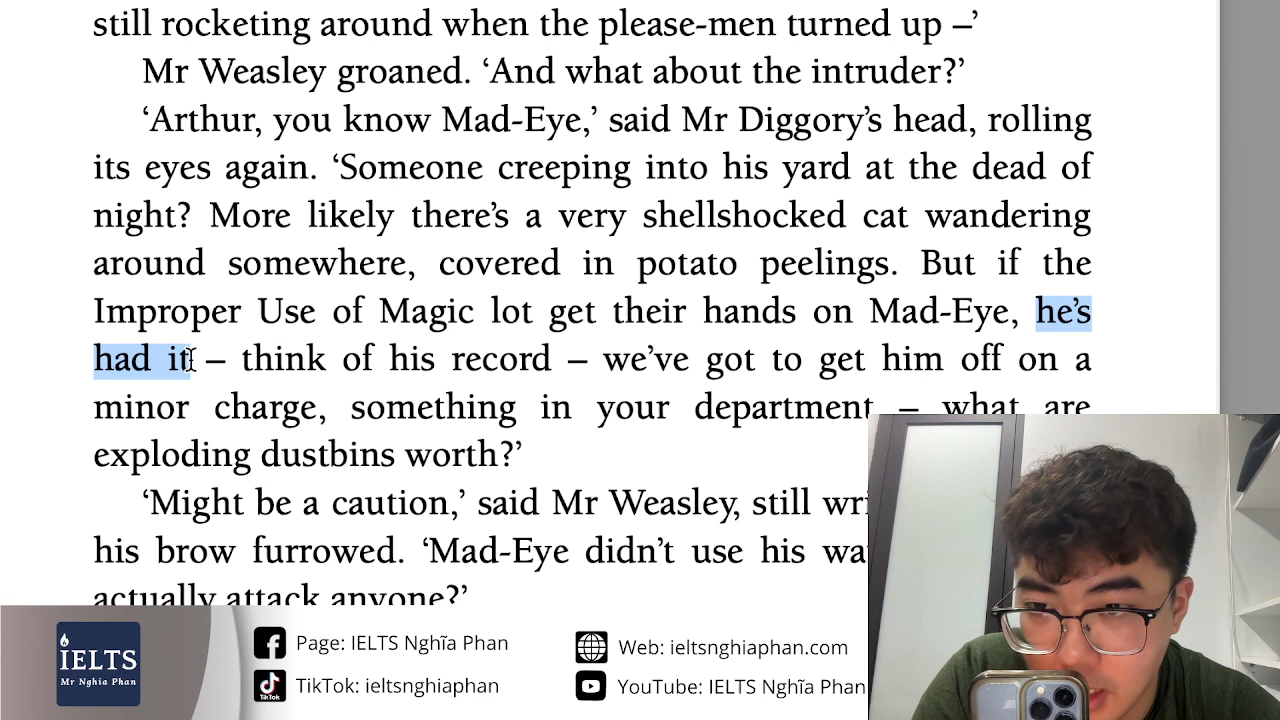 still rocketing around when the please-men turned up –’
Mr Weasley groaned. ‘And what about the intruder?’
‘Arthur, you know Mad-Eye,’ said Mr Diggory’s head, rolling
its eyes again. ‘Someone creeping into his yard at the dead of
night? More likely there’s a very shellshocked cat wandering
around somewhere, covered in potato peelings. But if the
Improper Use of Magic lot get their hands on Mad-Eye, he’s
had it – think of his record – we’ve got to get him off on a
minor charge, something in your department – what are
exploding dustbins worth?’
‘Might be a caution,’ said Mr Weasley, still
his brow furrowed. ‘Mad-Eye didn’t use his
actually attack anyone?’
IELTS
Mr Nghia Phan
Page: IELTS Nghĩa Phan
TikTok
TikTok: ieltsnghiaphan
Web: ieltsnghiaphan.com
YouTube: IELTS Nghĩa Phan